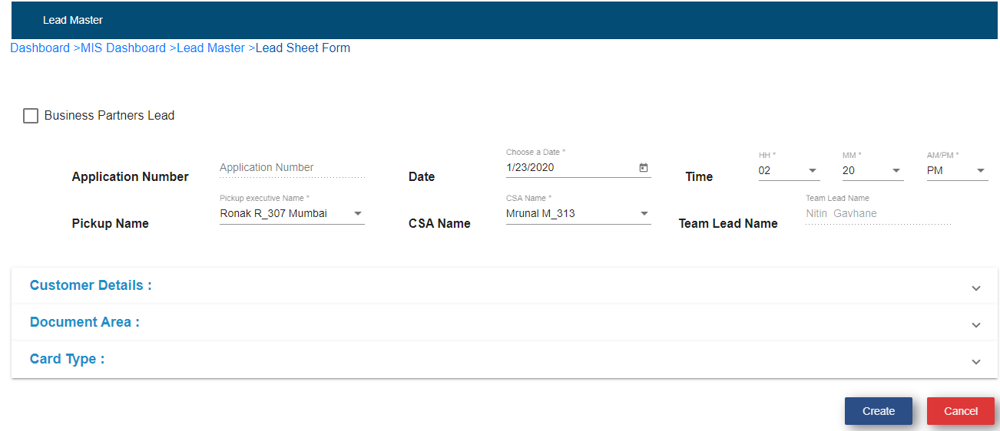 Lead Master
Dashboard >MIS Dashboard >Lead Master >Lead Sheet Form
Business Partners Lead
Choose a Date *
HH * MM * AM/PM *
Application Number Application Number Date 1/23/2020 Time 02 20 PM
Pickup executive Name * CSA Name * Team Lead Name
Pickup Name Ronak R_307 Mumbai CSA Name Mrunal M_313 Team Lead Name Nitin Gavhane
Customer Details :
Document Area :
Card Type :
Create Cancel